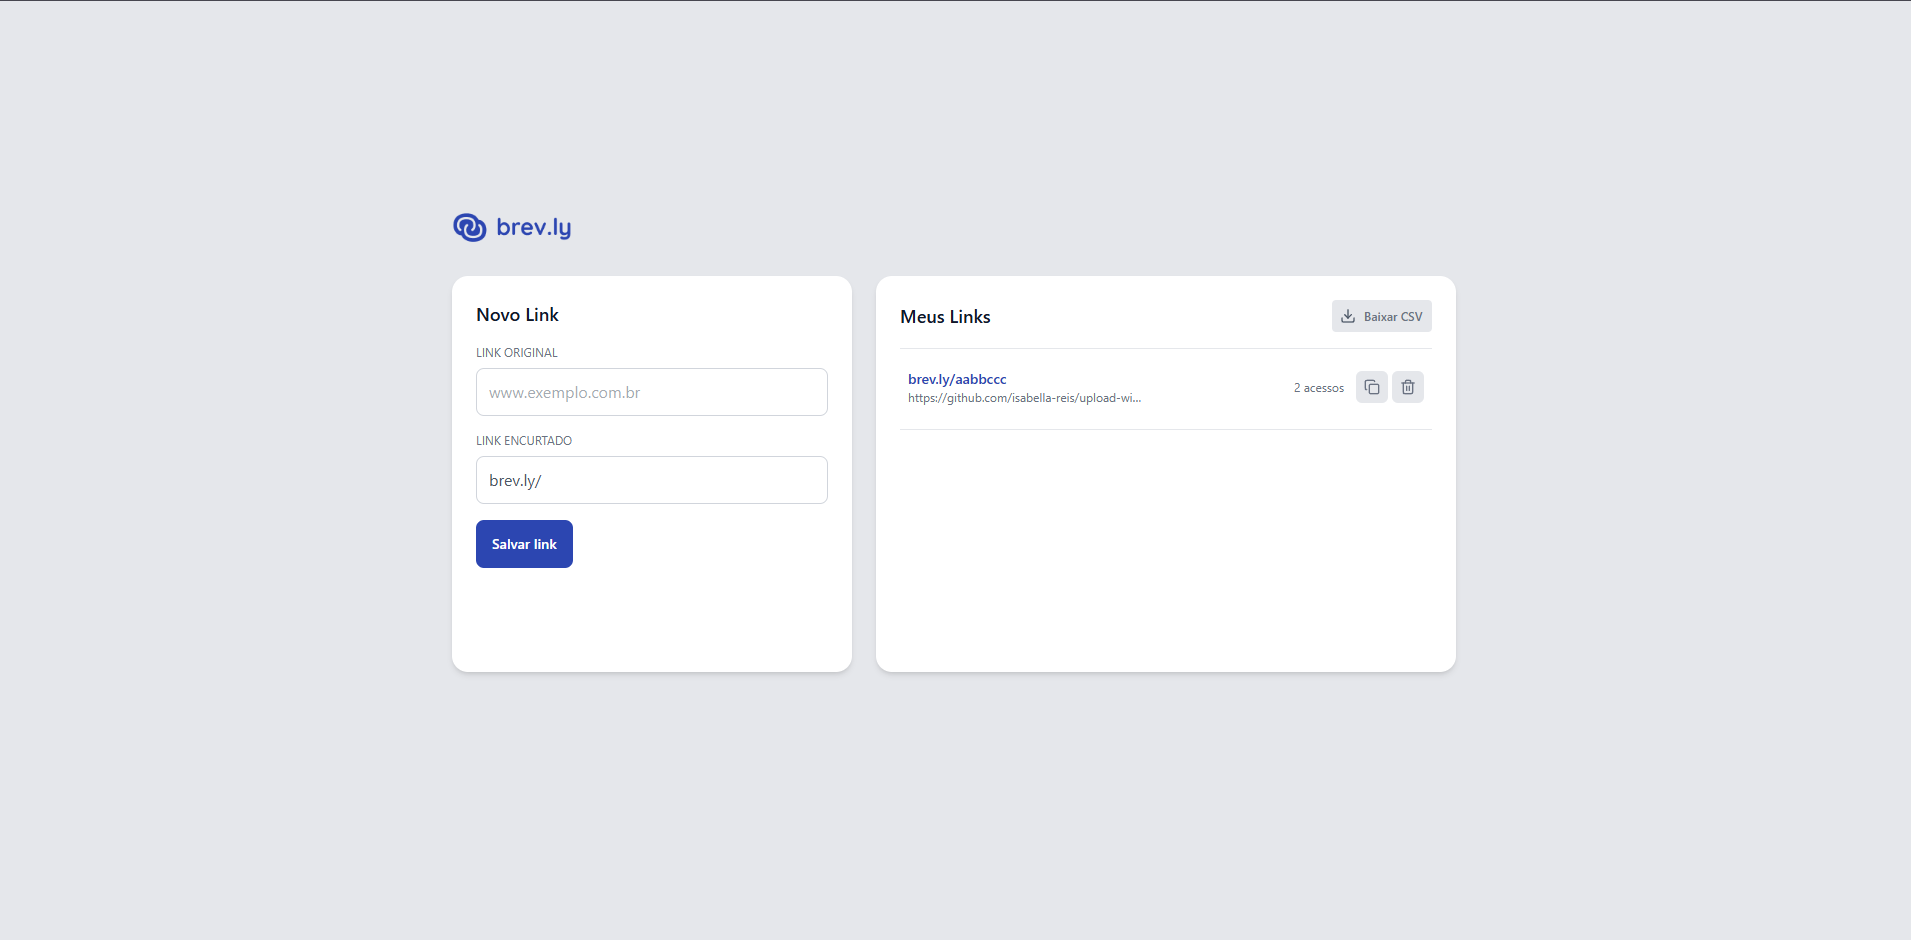 brev.ly
Novo Link
LINK ORIGINAL
www.exemplo.com.br
LINK ENCURTADO
brev.ly/
Salvar link
Meus Links
Baixar CSV
brev.ly/aabbccc
https://github.com/isabella-reis/upload-wi...
2 acessos